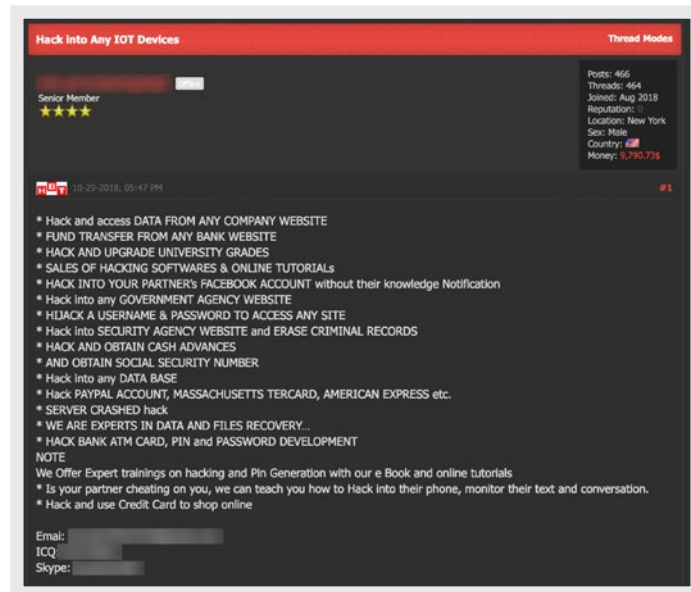 Hack into Any IOT Devices
Thread Modes
Offline
Senior Member
Posts: 466
Threads: 464
Joined: Aug 2018
Reputation: 0
Location: New York
Sex: Male
Country:
Money: 9,790.73$
HOT 10-29-2018, 05:47 PM
#1
* Hack and access DATA FROM ANY COMPANY WEBSITE
* FUND TRANSFER FROM ANY BANK WEBSITE
* HACK AND UPGRADE UNIVERSITY GRADES
* SALES OF HACKING SOFTWARES & ONLINE TUTORIALs
* HACK INTO YOUR PARTNER's FACEBOOK ACCOUNT without their knowledge Notification
* Hack into any GOVERNMENT AGENCY WEBSITE
* HIJACK A USERNAME & PASSWORD TO ACCESS ANY SITE
* Hack into SECURITY AGENCY WEBSITE and ERASE CRIMINAL RECORDS
* HACK AND OBTAIN CASH ADVANCES
* AND OBTAIN SOCIAL SECURITY NUMBER
* Hack into any DATA BASE
* Hack PAYPAL ACCOUNT, MASSACHUSETTS TERCARD, AMERICAN EXPRESS etc.
* SERVER CRASHED hack
* WE ARE EXPERTS IN DATA AND FILES RECOVERY...
* HACK BANK ATM CARD, PIN and PASSWORD DEVELOPMENT
NOTE
We Offer Expert trainings on hacking and Pin Generation with our e Book and online tutorials
* Is your partner cheating on you, we can teach you how to Hack into their phone, monitor their text and conversation.
* Hack and use Credit Card to shop online
Emai:
ICQ:
Skype: